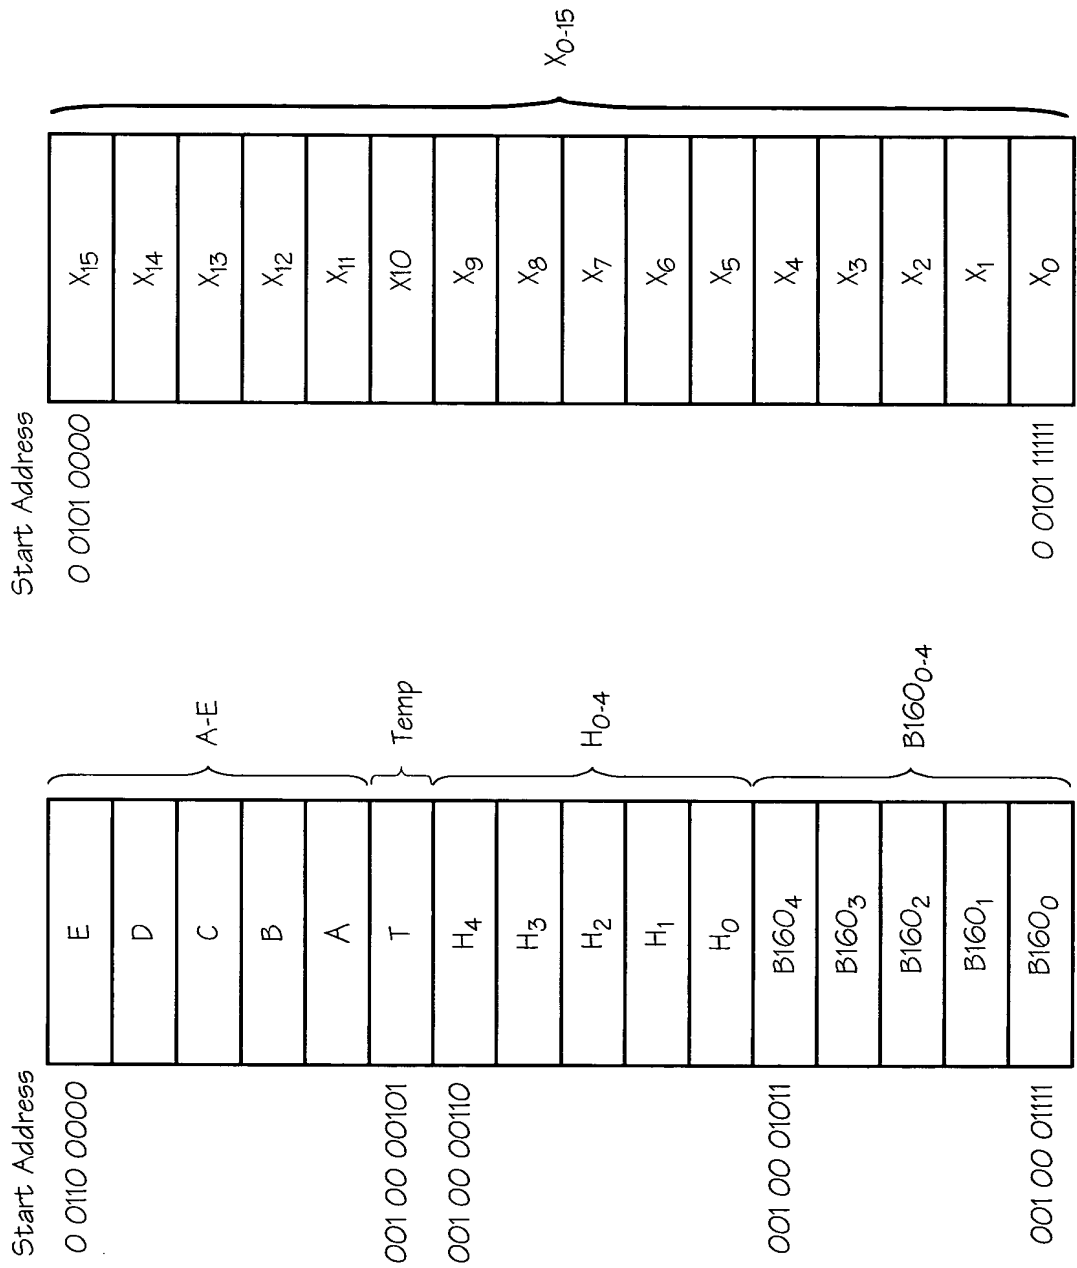 Start Address
0 0110 0000
E
D
C
B
A
A-E
001 00 00101
T
Temp
001 00 00110
H4
H3
H2
H1
H0
H0-4
001 00 01011
B1604
B1603
B1602
B1601
B1600
B1600-4
001 00 01111
Start Address
0 0101 0000
X15
X14
X13
X12
X11
X10
X9
X8
X7
X6
X5
X4
X3
X2
X1
X0
0 0101 11111
X0-15